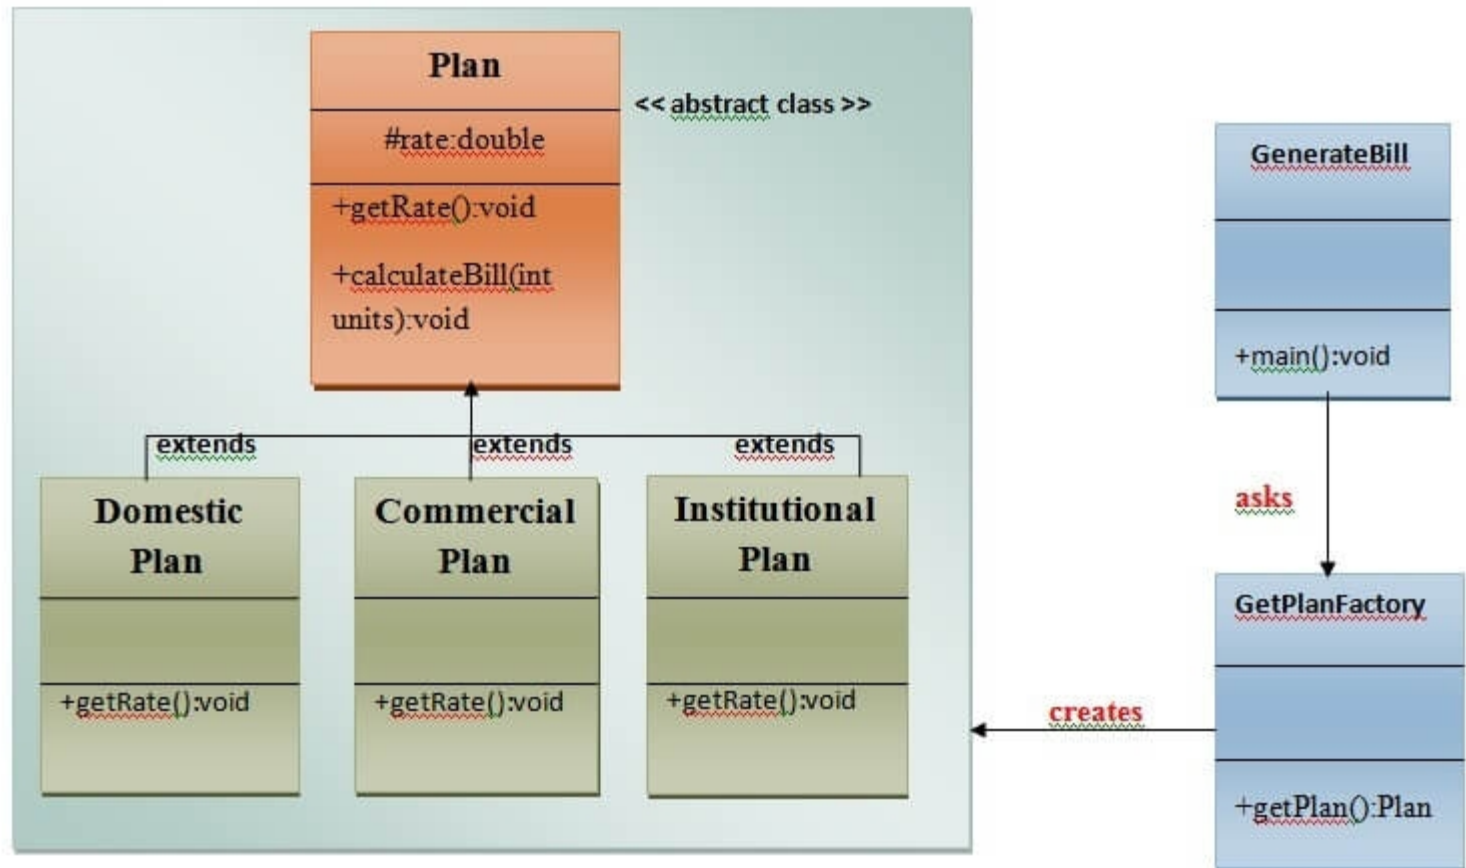 Plan
<< abstract class >>
#rate:double
+getRate():void
+calculateBill(int
units):void
extends
extends
extends
Domestic
Plan
+getRate():void
Commercial
Plan
+getRate():void
Institutional
Plan
+getRate():void
GenerateBill
+main():void
asks
GetPlanFactory
+getPlan():Plan
creates